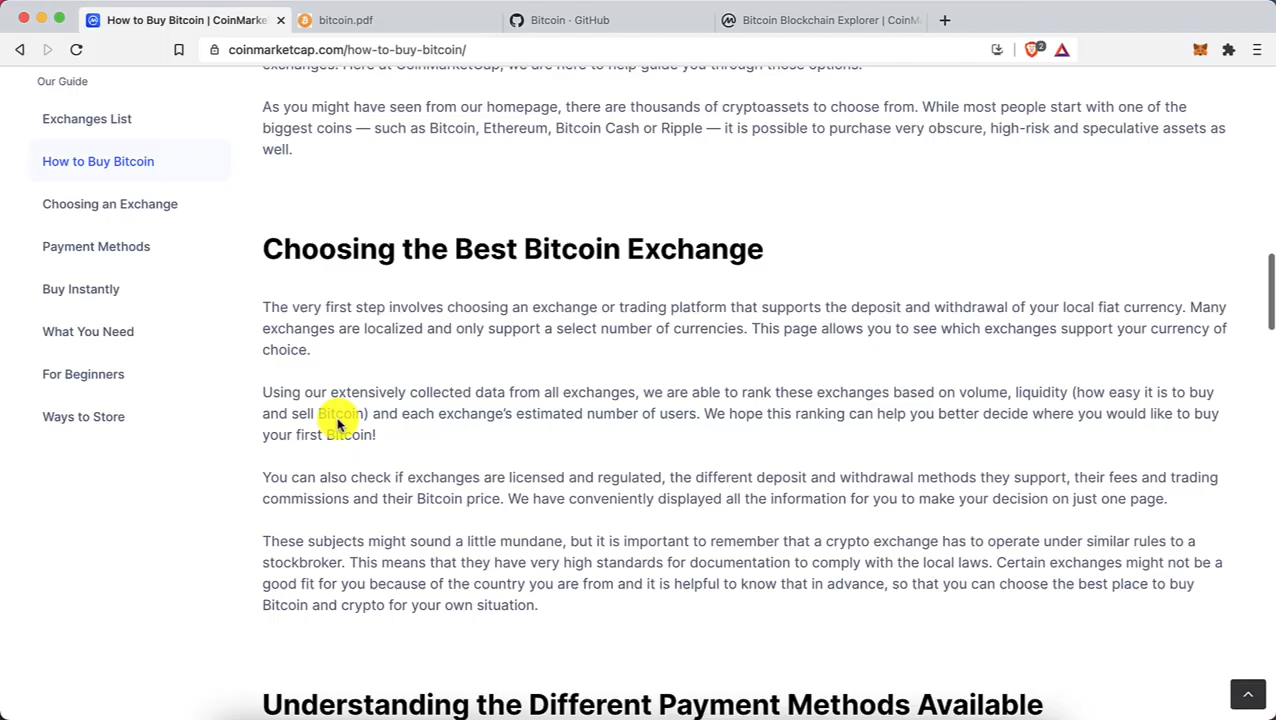 How to Buy Bitcoin | CoinMarke
bitcoin.pdf
Bitcoin · GitHub
Bitcoin Blockchain Explorer | CoinM
coinmarketcap.com/how-to-buy-bitcoin/
2
Our Guide
Exchanges List
How to Buy Bitcoin
Choosing an Exchange
Payment Methods
Buy Instantly
What You Need
For Beginners
Ways to Store
exchanges. Here at CoinMarketCap, we are here to help guide you through those options.
As you might have seen from our homepage, there are thousands of cryptoassets to choose from. While most people start with one of the
biggest coins — such as Bitcoin, Ethereum, Bitcoin Cash or Ripple — it is possible to purchase very obscure, high-risk and speculative assets as
well.
Choosing the Best Bitcoin Exchange
The very first step involves choosing an exchange or trading platform that supports the deposit and withdrawal of your local fiat currency. Many
exchanges are localized and only support a select number of currencies. This page allows you to see which exchanges support your currency of
choice.
Using our extensively collected data from all exchanges, we are able to rank these exchanges based on volume, liquidity (how easy it is to buy
and sell Bitcoin) and each exchange's estimated number of users. We hope this ranking can help you better decide where you would like to buy
your first Bitcoin!
You can also check if exchanges are licensed and regulated, the different deposit and withdrawal methods they support, their fees and trading
commissions and their Bitcoin price. We have conveniently displayed all the information for you to make your decision on just one page.
These subjects might sound a little mundane, but it is important to remember that a crypto exchange has to operate under similar rules to a
stockbroker. This means that they have very high standards for documentation to comply with the local laws. Certain exchanges might not be a
good fit for you because of the country you are from and it is helpful to know that in advance, so that you can choose the best place to buy
Bitcoin and crypto for your own situation.
Understanding the Different Payment Methods Available